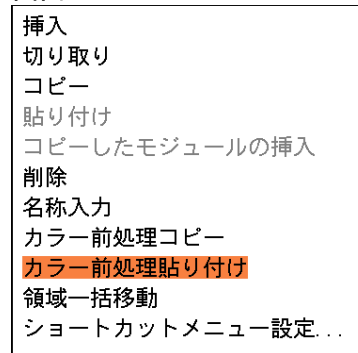 挿入
切り取り
コピー
貼り付け
コピーしたモジュールの挿入
削除
名称入力
カラー前処理コピー
カラー前処理貼り付け
領域一括移動
ショートカットメニュー設定...